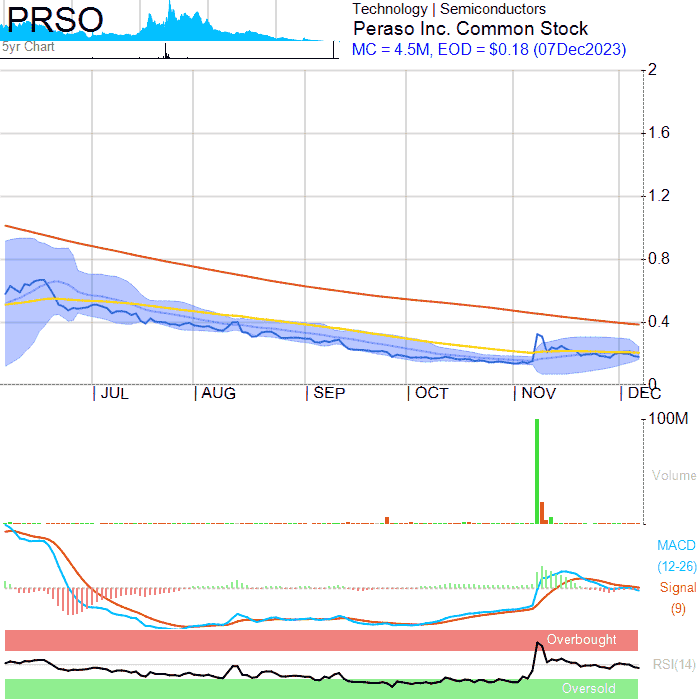 PRSO
5yr Chart
Technology | Semiconductors
Peraso Inc. Common Stock
MC = 4.5M, EOD = $0.18 (07Dec2023)
2
1.6
1.2
0.8
0.4
0
JUL AUG SEP OCT NOV DEC
100M
Volume
MACD
(12-26)
Signal
(9)
Overbought
RSI(14)
Oversold